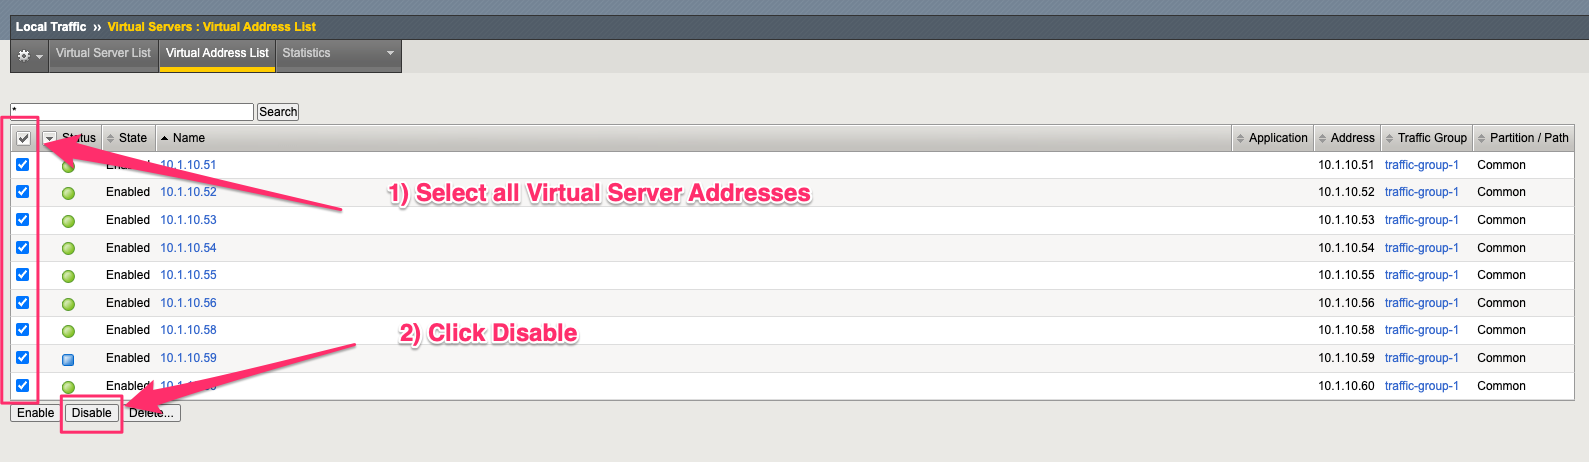 Local Traffic ›› Virtual Servers : Virtual Address List
Virtual Server List Virtual Address List Statistics
* Search
Status State Name Application Address Traffic Group Partition / Path
Enabled 10.1.10.51 10.1.10.51 traffic-group-1 Common
Enabled 10.1.10.52 10.1.10.52 traffic-group-1 Common
1) Select all Virtual Server Addresses
Enabled 10.1.10.53 10.1.10.53 traffic-group-1 Common
Enabled 10.1.10.54 10.1.10.54 traffic-group-1 Common
Enabled 10.1.10.55 10.1.10.55 traffic-group-1 Common
Enabled 10.1.10.56 10.1.10.56 traffic-group-1 Common
Enabled 10.1.10.58 10.1.10.58 traffic-group-1 Common
2) Click Disable
Enabled 10.1.10.59 10.1.10.59 traffic-group-1 Common
Enabled 10.1.10.60 traffic-group-1 Common
Enable Disable Delete...